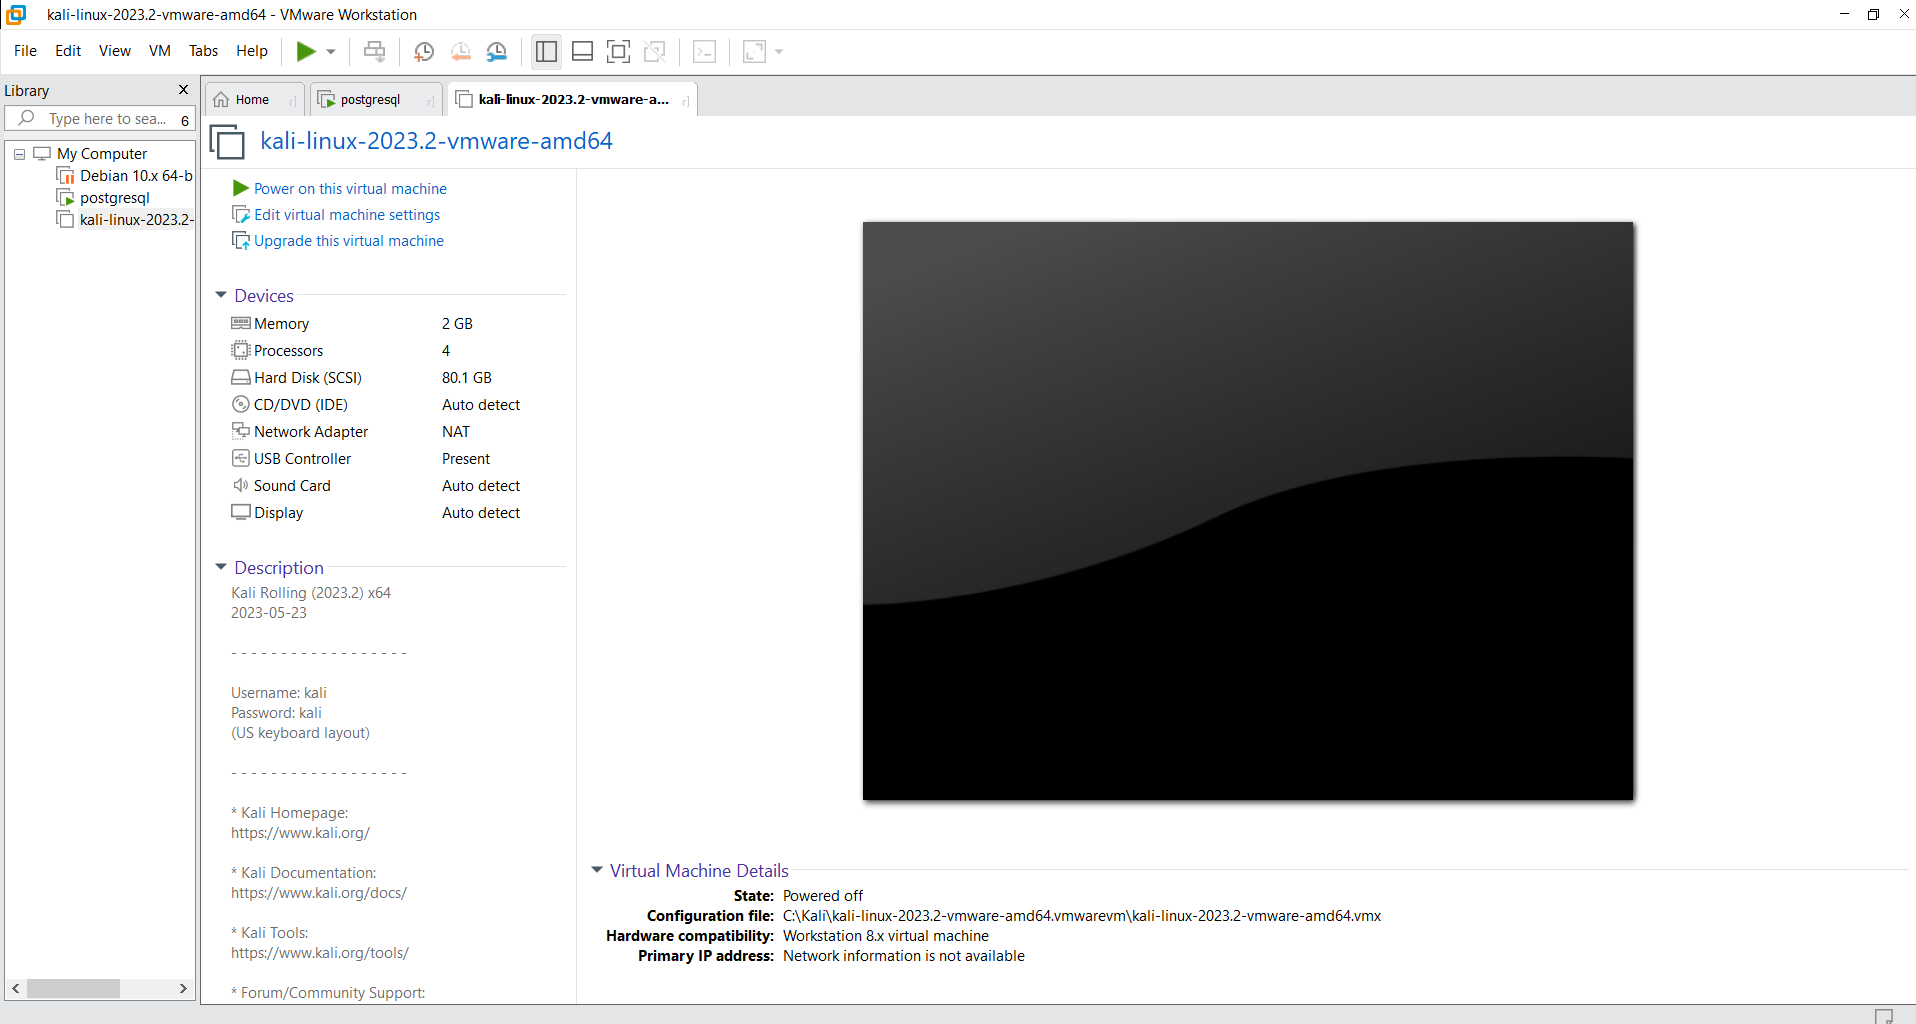 kali-linux-2023.2-vmware-amd64 - VMware Workstation
File Edit View VM Tabs Help
Library
Type here to sea...
My Computer
Debian 10.x 64-b
postgresql
kali-linux-2023.2-
Home
postgresql
kali-linux-2023.2-vmware-a...
kali-linux-2023.2-vmware-amd64
Power on this virtual machine
Edit virtual machine settings
Upgrade this virtual machine
Devices
Memory 2 GB
Processors 4
Hard Disk (SCSI) 80.1 GB
CD/DVD (IDE) Auto detect
Network Adapter NAT
USB Controller Present
Sound Card Auto detect
Display Auto detect
Description
Kali Rolling (2023.2) x64
2023-05-23
- - - - - - - - - - - - - - - - - -
Username: kali
Password: kali
(US keyboard layout)
- - - - - - - - - - - - - - - - - -
* Kali Homepage:
https://www.kali.org/
* Kali Documentation:
https://www.kali.org/docs/
* Kali Tools:
https://www.kali.org/tools/
* Forum/Community Support:
Virtual Machine Details
State: Powered off
Configuration file: C:\Kali\kali-linux-2023.2-vmware-amd64.vmwarevm\kali-linux-2023.2-vmware-amd64.vmx
Hardware compatibility: Workstation 8.x virtual machine
Primary IP address: Network information is not available